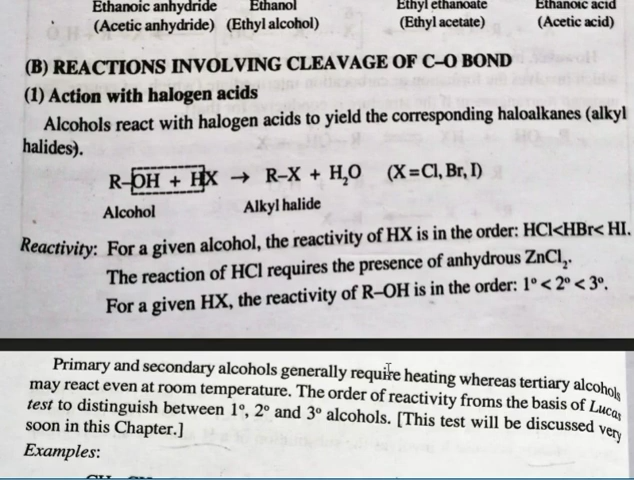 Ethanoic anhydride Ethanol Ethyl ethanoate Ethanoic acid
(Acetic anhydride) (Ethyl alcohol) (Ethyl acetate) (Acetic acid)
(B) REACTIONS INVOLVING CLEAVAGE OF C–O BOND
(1) Action with halogen acids
Alcohols react with halogen acids to yield the corresponding haloalkanes (alkyl
halides).
R–OH + HX → R–X + H₂O (X=Cl, Br, I)
Alcohol Alkyl halide
Reactivity: For a given alcohol, the reactivity of HX is in the order: HCl<HBr< HI.
The reaction of HCl requires the presence of anhydrous ZnCl₂.
For a given HX, the reactivity of R–OH is in the order: 1° < 2° < 3°.
Primary and secondary alcohols generally require heating whereas tertiary alcohols
may react even at room temperature. The order of reactivity froms the basis of Lucas
test to distinguish between 1°, 2° and 3° alcohols. [This test will be discussed very
soon in this Chapter.]
Examples: